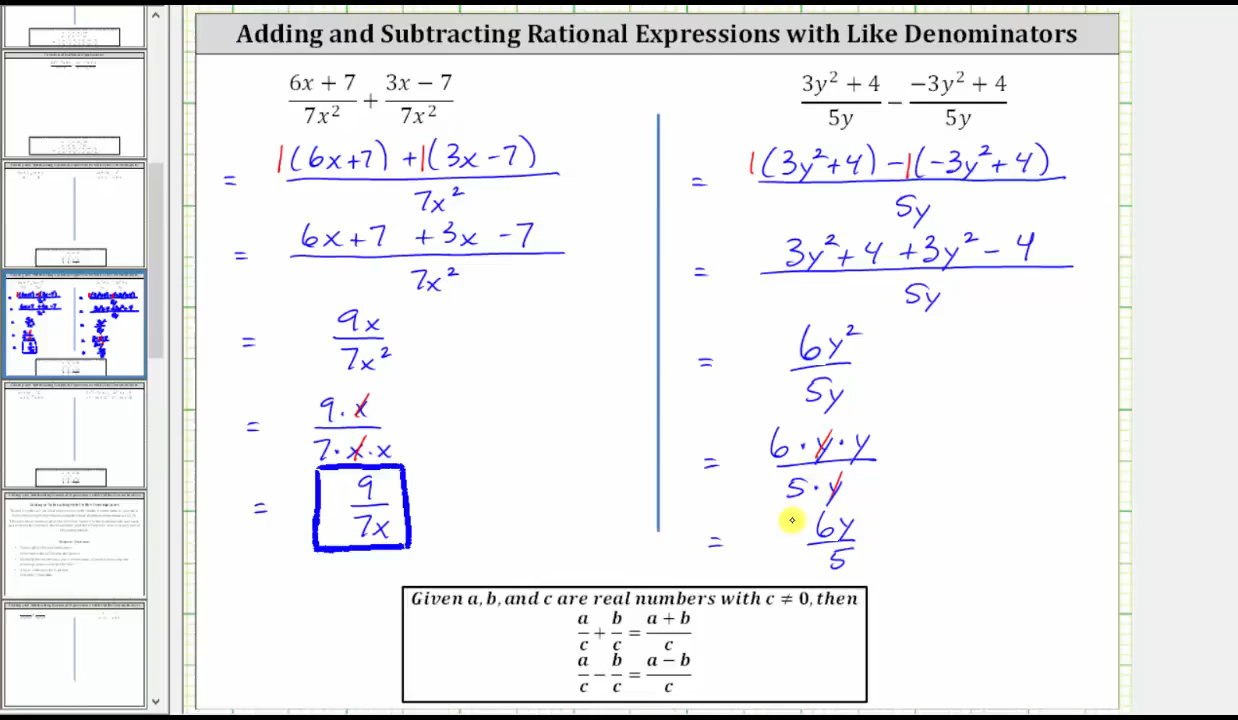 Adding and Subtracting Rational Expressions with Like Denominators
6x + 7/7x² + 3x − 7/7x²
= 1(6x+7) +1(3x −7)/7x²
= 6x+7 +3x −7/7x²
= 9x/7x²
= 9·x/7·x·x
= 9/7x
3y² + 4/5y − −3y² + 4/5y
= 1(3y²+4) −1(−3y²+4)/5y
= 3y²+4 +3y² − 4/5y
= 6y²/5y
= 6·y·y/5·y
= 6y/5
Given a, b, and c are real numbers with c ≠ 0, then
a/c + b/c = a + b/c
a/c − b/c = a − b/c